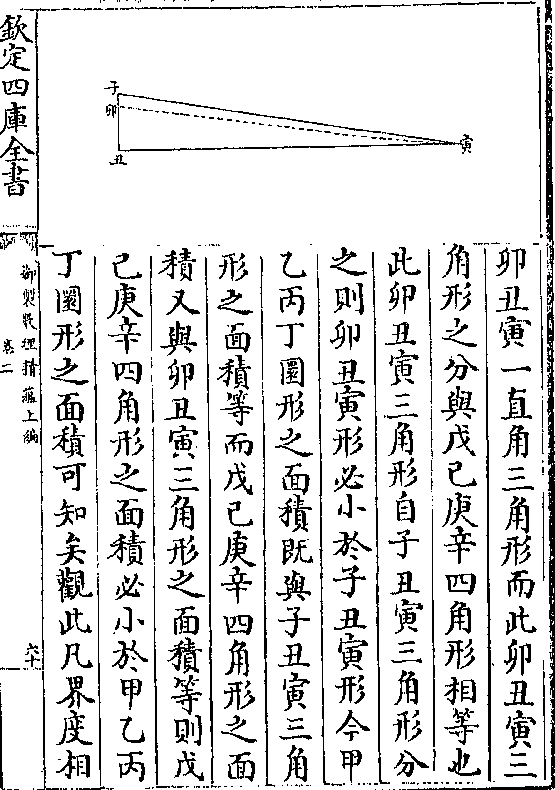 卯丑寅一直角三角形而此卯丑寅三
角形之分與戊己庚辛四角形相等也
此卯丑寅三角形自子丑寅三角形分
之則卯丑寅形必小於子丑寅形今甲
乙丙丁圜形之面積既與子丑寅三角
形之面積等而戊己庚辛四角形之面
積又與卯丑寅三角形之面積等則戊
己庚辛四角形之面積必小於甲乙丙
丁圜形之面積可知矣觀此凡界度相
子
卯
丑
寅
欽定四庫全書
御製數理精蘊上編
卷二
六十